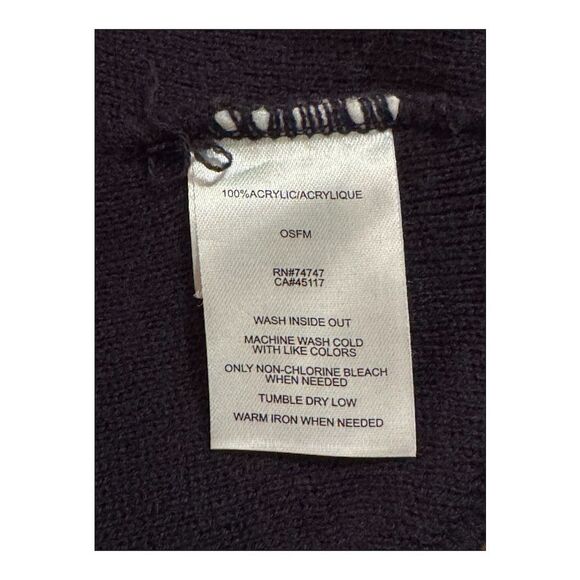 100%ACRYLIC/ACRYLIQUE
OSFM
RN#74747
CA#45117
WASH INSIDE OUT
MACHINE WASH COLD
WITH LIKE COLORS
ONLY NON-CHLORINE BLEACH
WHEN NEEDED
TUMBLE DRY LOW
WARM IRON WHEN NEEDED